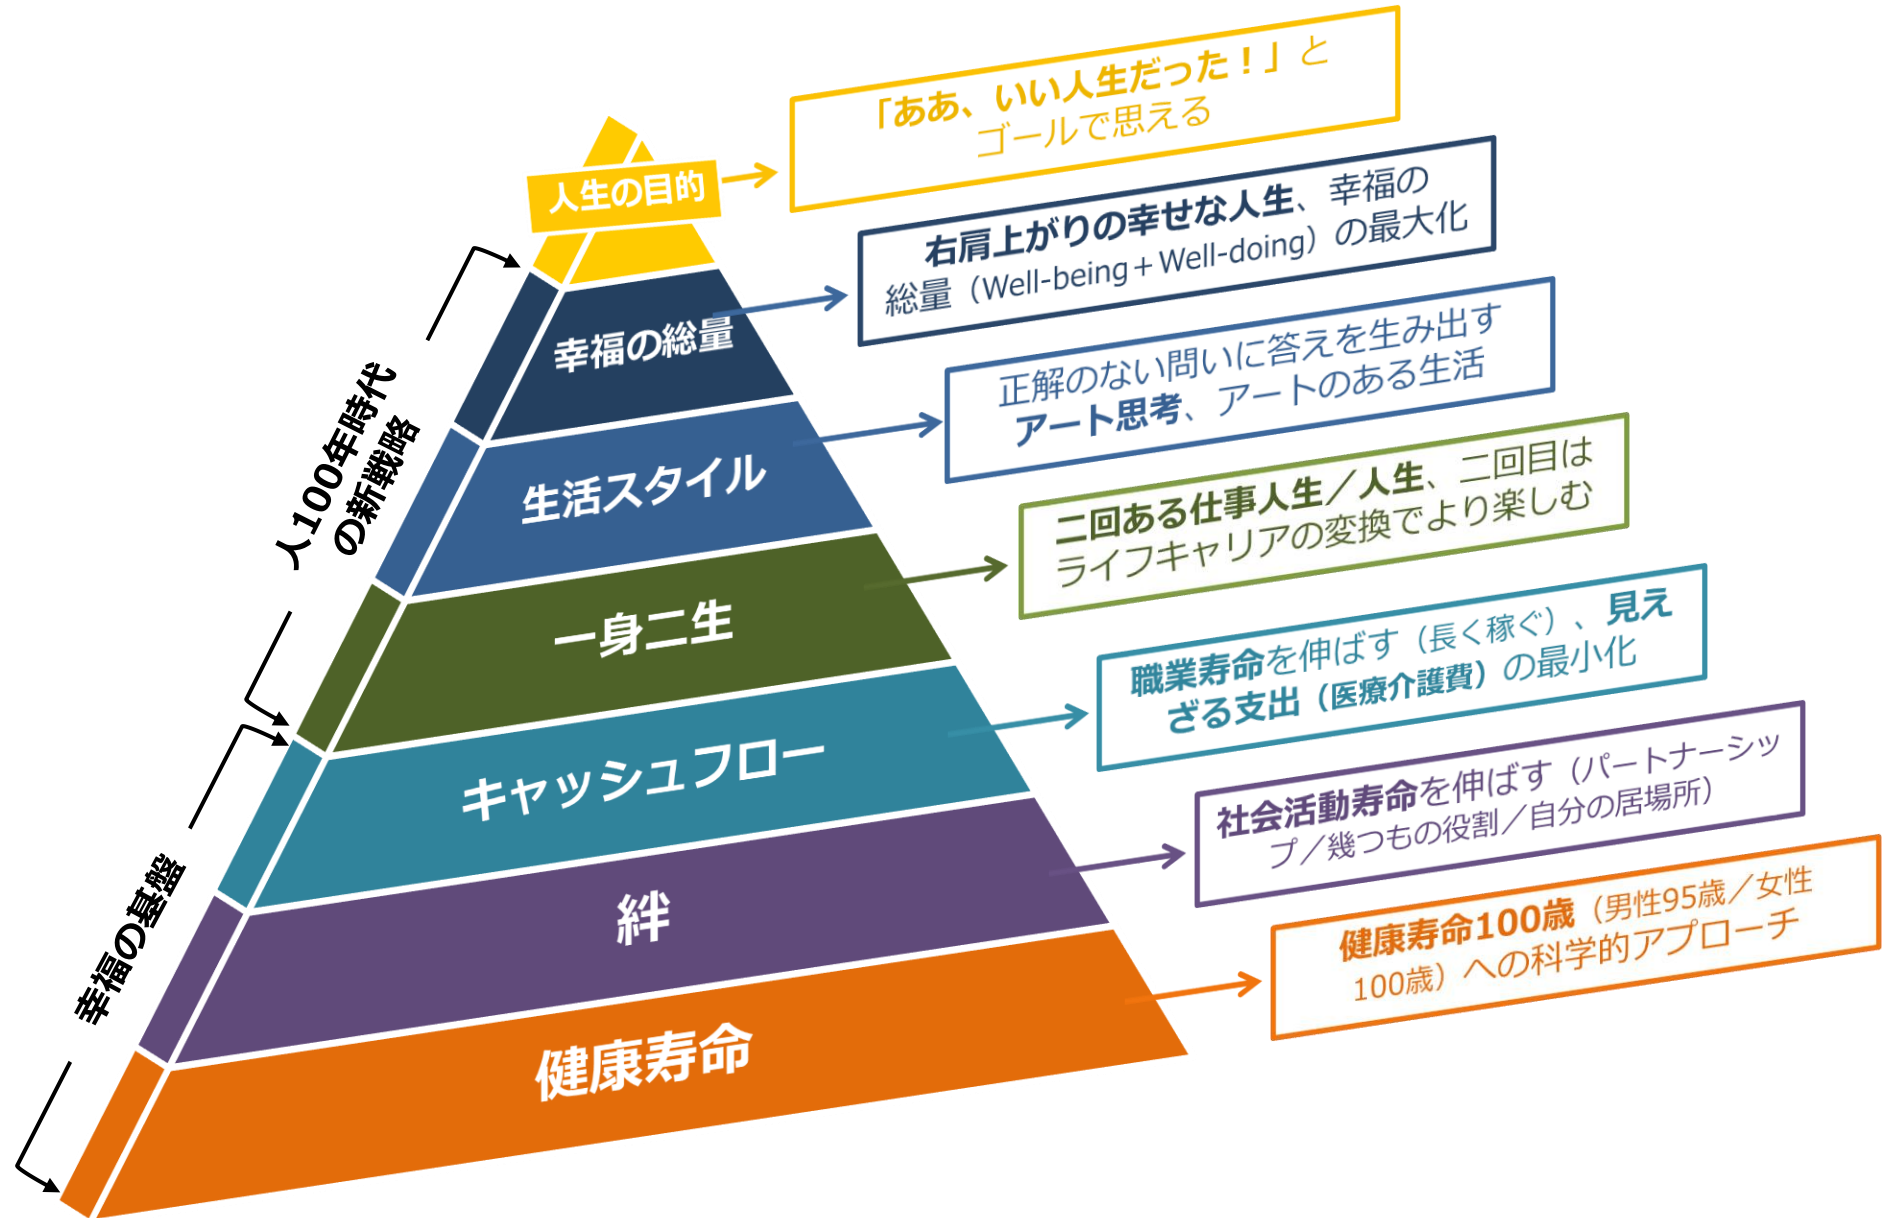 「ああ、いい人生だった！」と
ゴールで思える
人生の目的
右肩上がりの幸せな人生、幸福の
総量（Well-being＋Well-doing）の最大化
幸福の総量
正解のない問いに答えを生み出す
アート思考、アートのある生活
生活スタイル
二回ある仕事人生／人生、二回目は
ライフキャリアの変換でより楽しむ
一身二生
職業寿命を伸ばす（長く稼ぐ）、見え
ざる支出（医療介護費）の最小化
キャッシュフロー
社会活動寿命を伸ばす（パートナーシッ
プ／幾つもの役割／自分の居場所）
絆
健康寿命100歳（男性95歳／女性
100歳）への科学的アプローチ
健康寿命
人100年時代
の新戦略
幸福の基盤